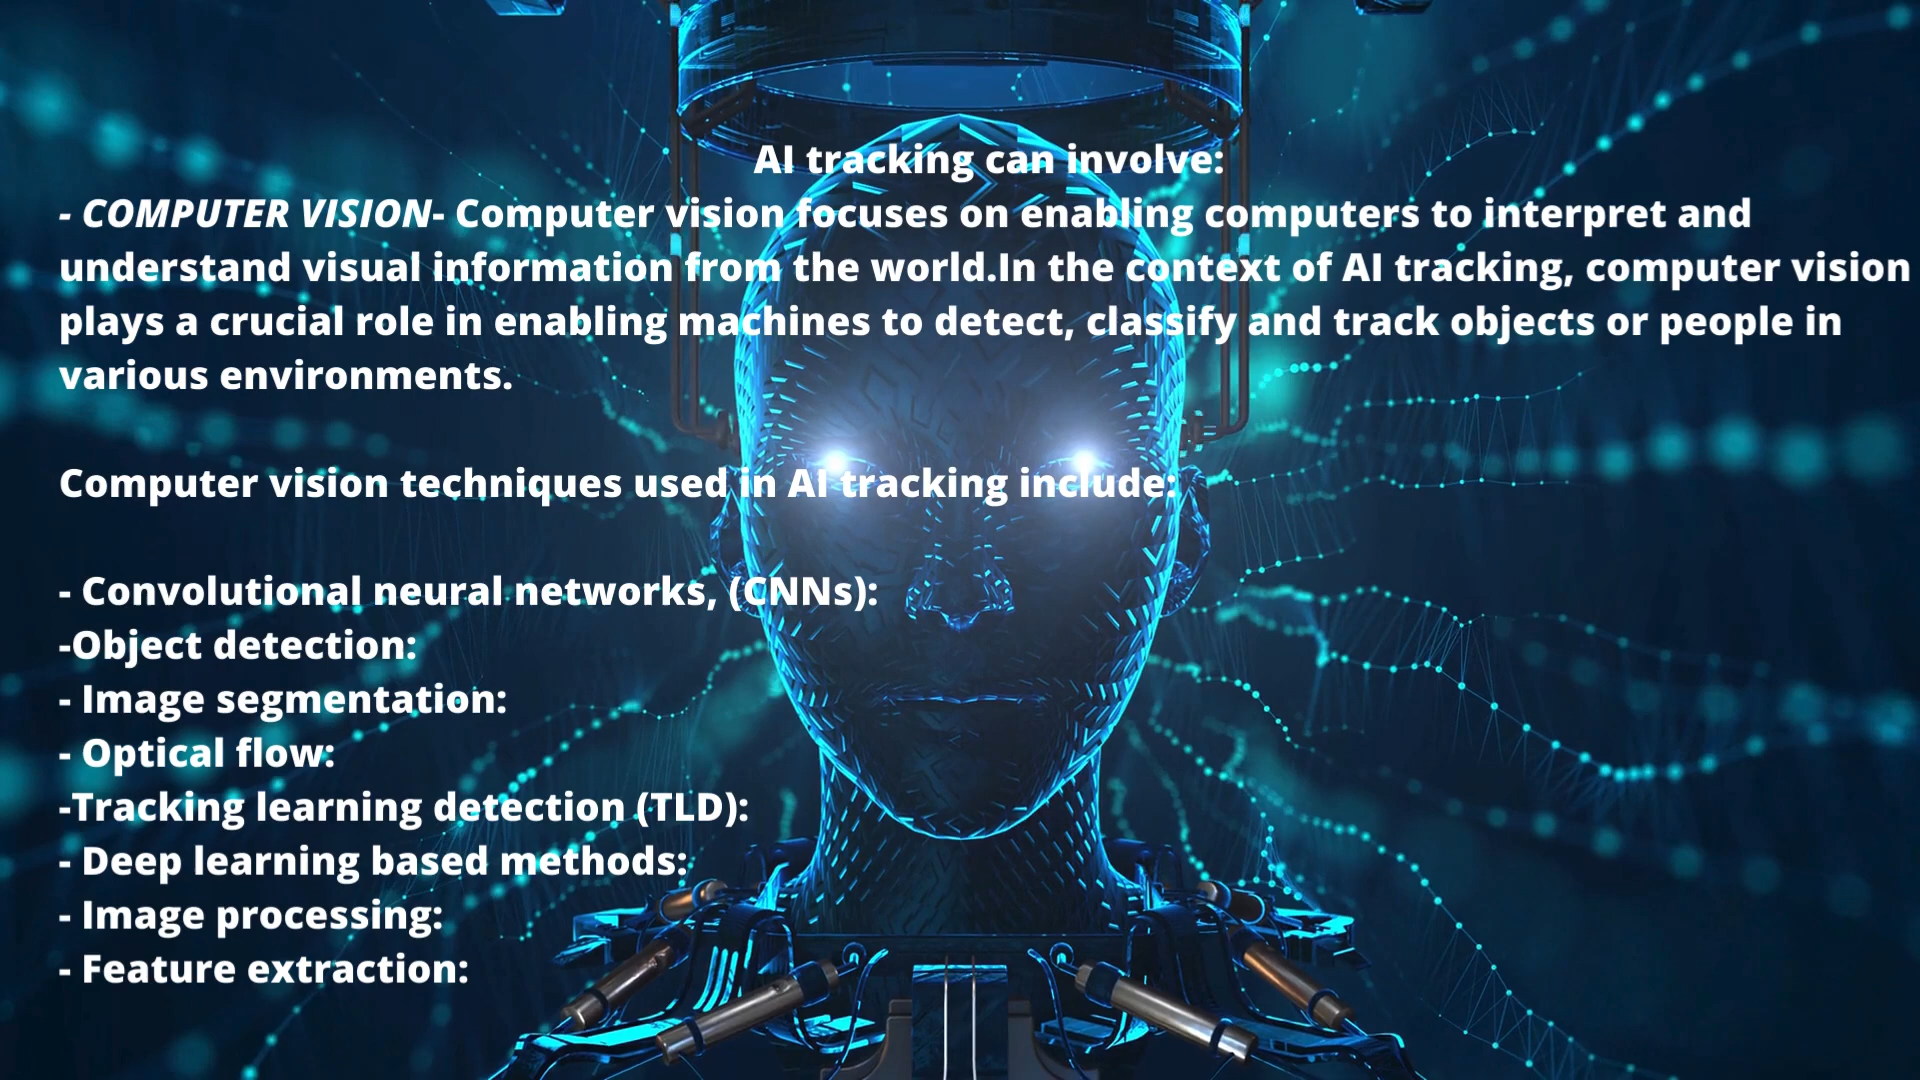 AI tracking can involve:
- COMPUTER VISION- Computer vision focuses on enabling computers to interpret and
understand visual information from the world.In the context of AI tracking, computer vision
plays a crucial role in enabling machines to detect, classify and track objects or people in
various environments.
Computer vision techniques used in AI tracking include:
- Convolutional neural networks, (CNNs):
-Object detection:
- Image segmentation:
- Optical flow:
-Tracking learning detection (TLD):
- Deep learning based methods:
- Image processing:
- Feature extraction: